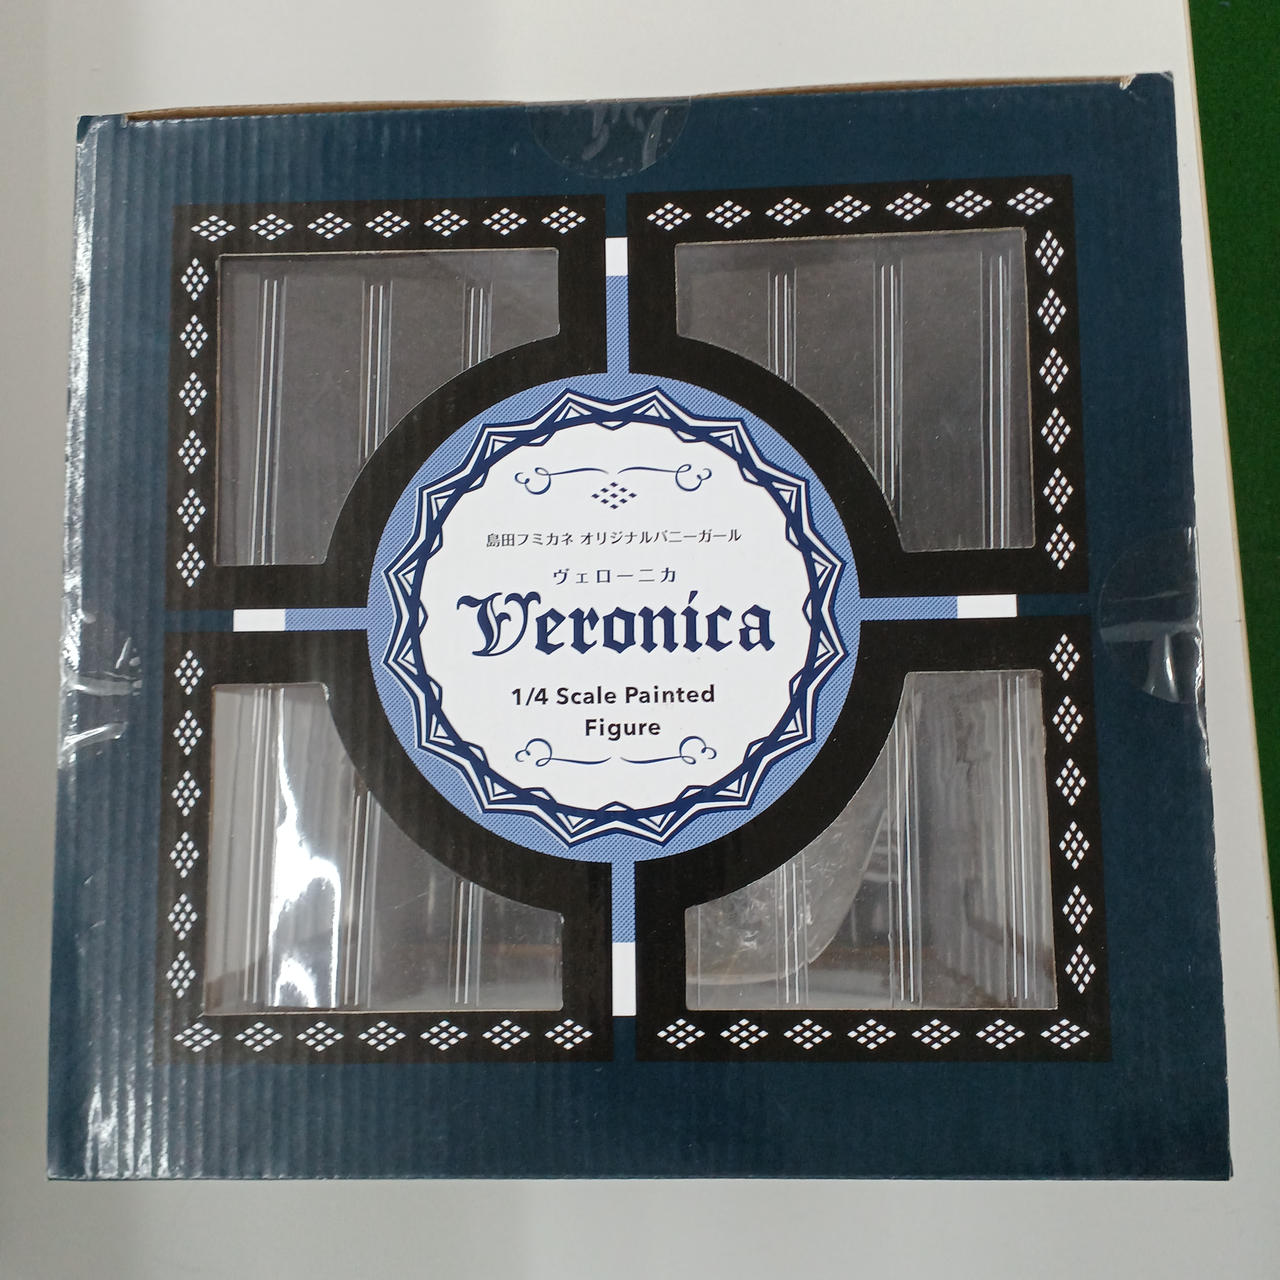 島田フミカネ オリジナルバニーガール
ヴェローニカ
Veronica
1/4 Scale Painted
Figure